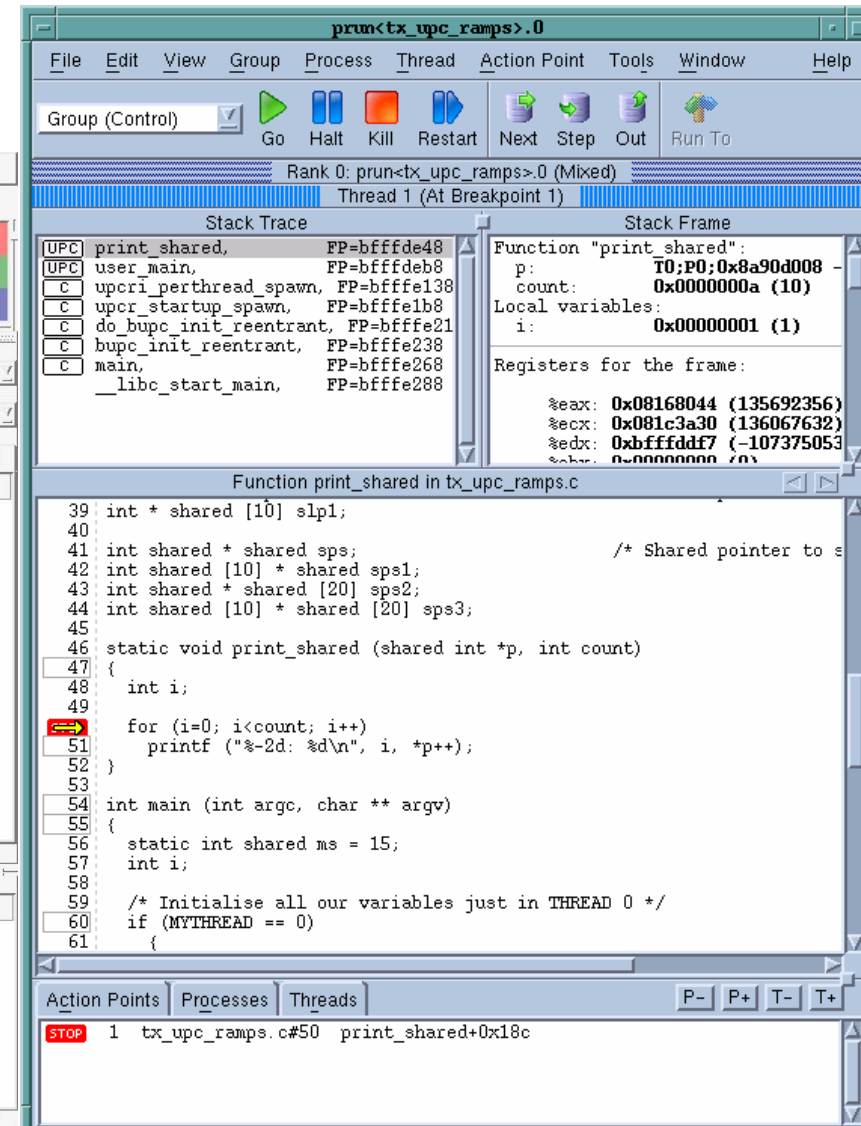 prun<tx_upc_ramps>.0
File Edit View Group Process Thread Action Point Tools Window Help
Group (Control) Go Halt Kill Restart Next Step Out Run To
Rank 0: prun<tx_upc_ramps>.0 (Mixed)
Thread 1 (At Breakpoint 1)
Stack Trace
UPC print_shared, FP=bfffde48
UPC user_main, FP=bfffdeb8
C upcri_perthread_spawn, FP=bfffe138
C upcr_startup_spawn, FP=bfffe1b8
C do_bupc_init_reentrant, FP=bfffe21
C bupc_init_reentrant, FP=bfffe238
C main, FP=bfffe268
__libc_start_main, FP=bfffe288
Stack Frame
Function "print_shared":
p: T0;P0;0x8a90d008 -
count: 0x0000000a (10)
Local variables:
i: 0x00000001 (1)
Registers for the frame:
%eax: 0x08168044 (135692356)
%ecx: 0x081c3a30 (136067632)
%edx: 0xbfffddf7 (-107375053
Function print_shared in tx_upc_ramps.c
39 int * shared [10] slp1;
40
41 int shared * shared sps; /* Shared pointer to s
42 int shared [10] * shared sps1;
43 int shared * shared [20] sps2;
44 int shared [10] * shared [20] sps3;
45
46 static void print_shared (shared int *p, int count)
47 {
48 int i;
49
for (i=0; i<count; i++)
51 printf ("%-2d: %d\n", i, *p++);
52 }
53
54 int main (int argc, char ** argv)
55 {
56 static int shared ms = 15;
57 int i;
58
59 /* Initialise all our variables just in THREAD 0 */
60 if (MYTHREAD == 0)
61 {
Action Points Processes Threads P- P+ T- T+
STOP 1 tx_upc_ramps.c#50 print_shared+0x18c